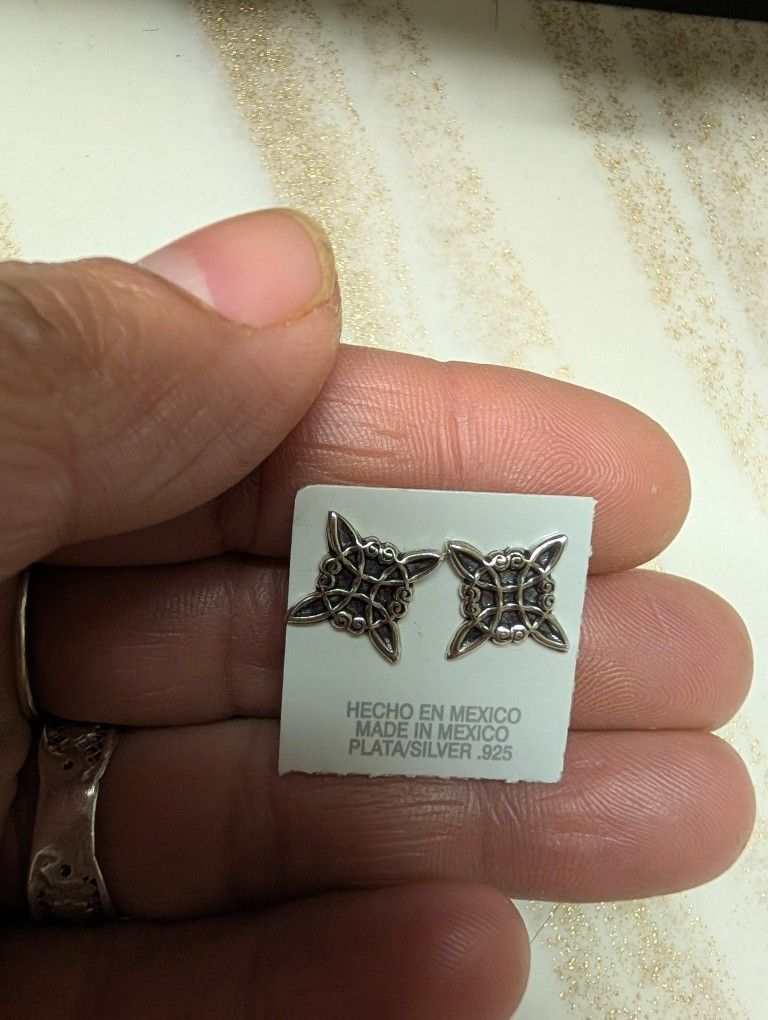 HECHO EN MEXICO
MADE IN MEXICO
PLATA/SILVER .925